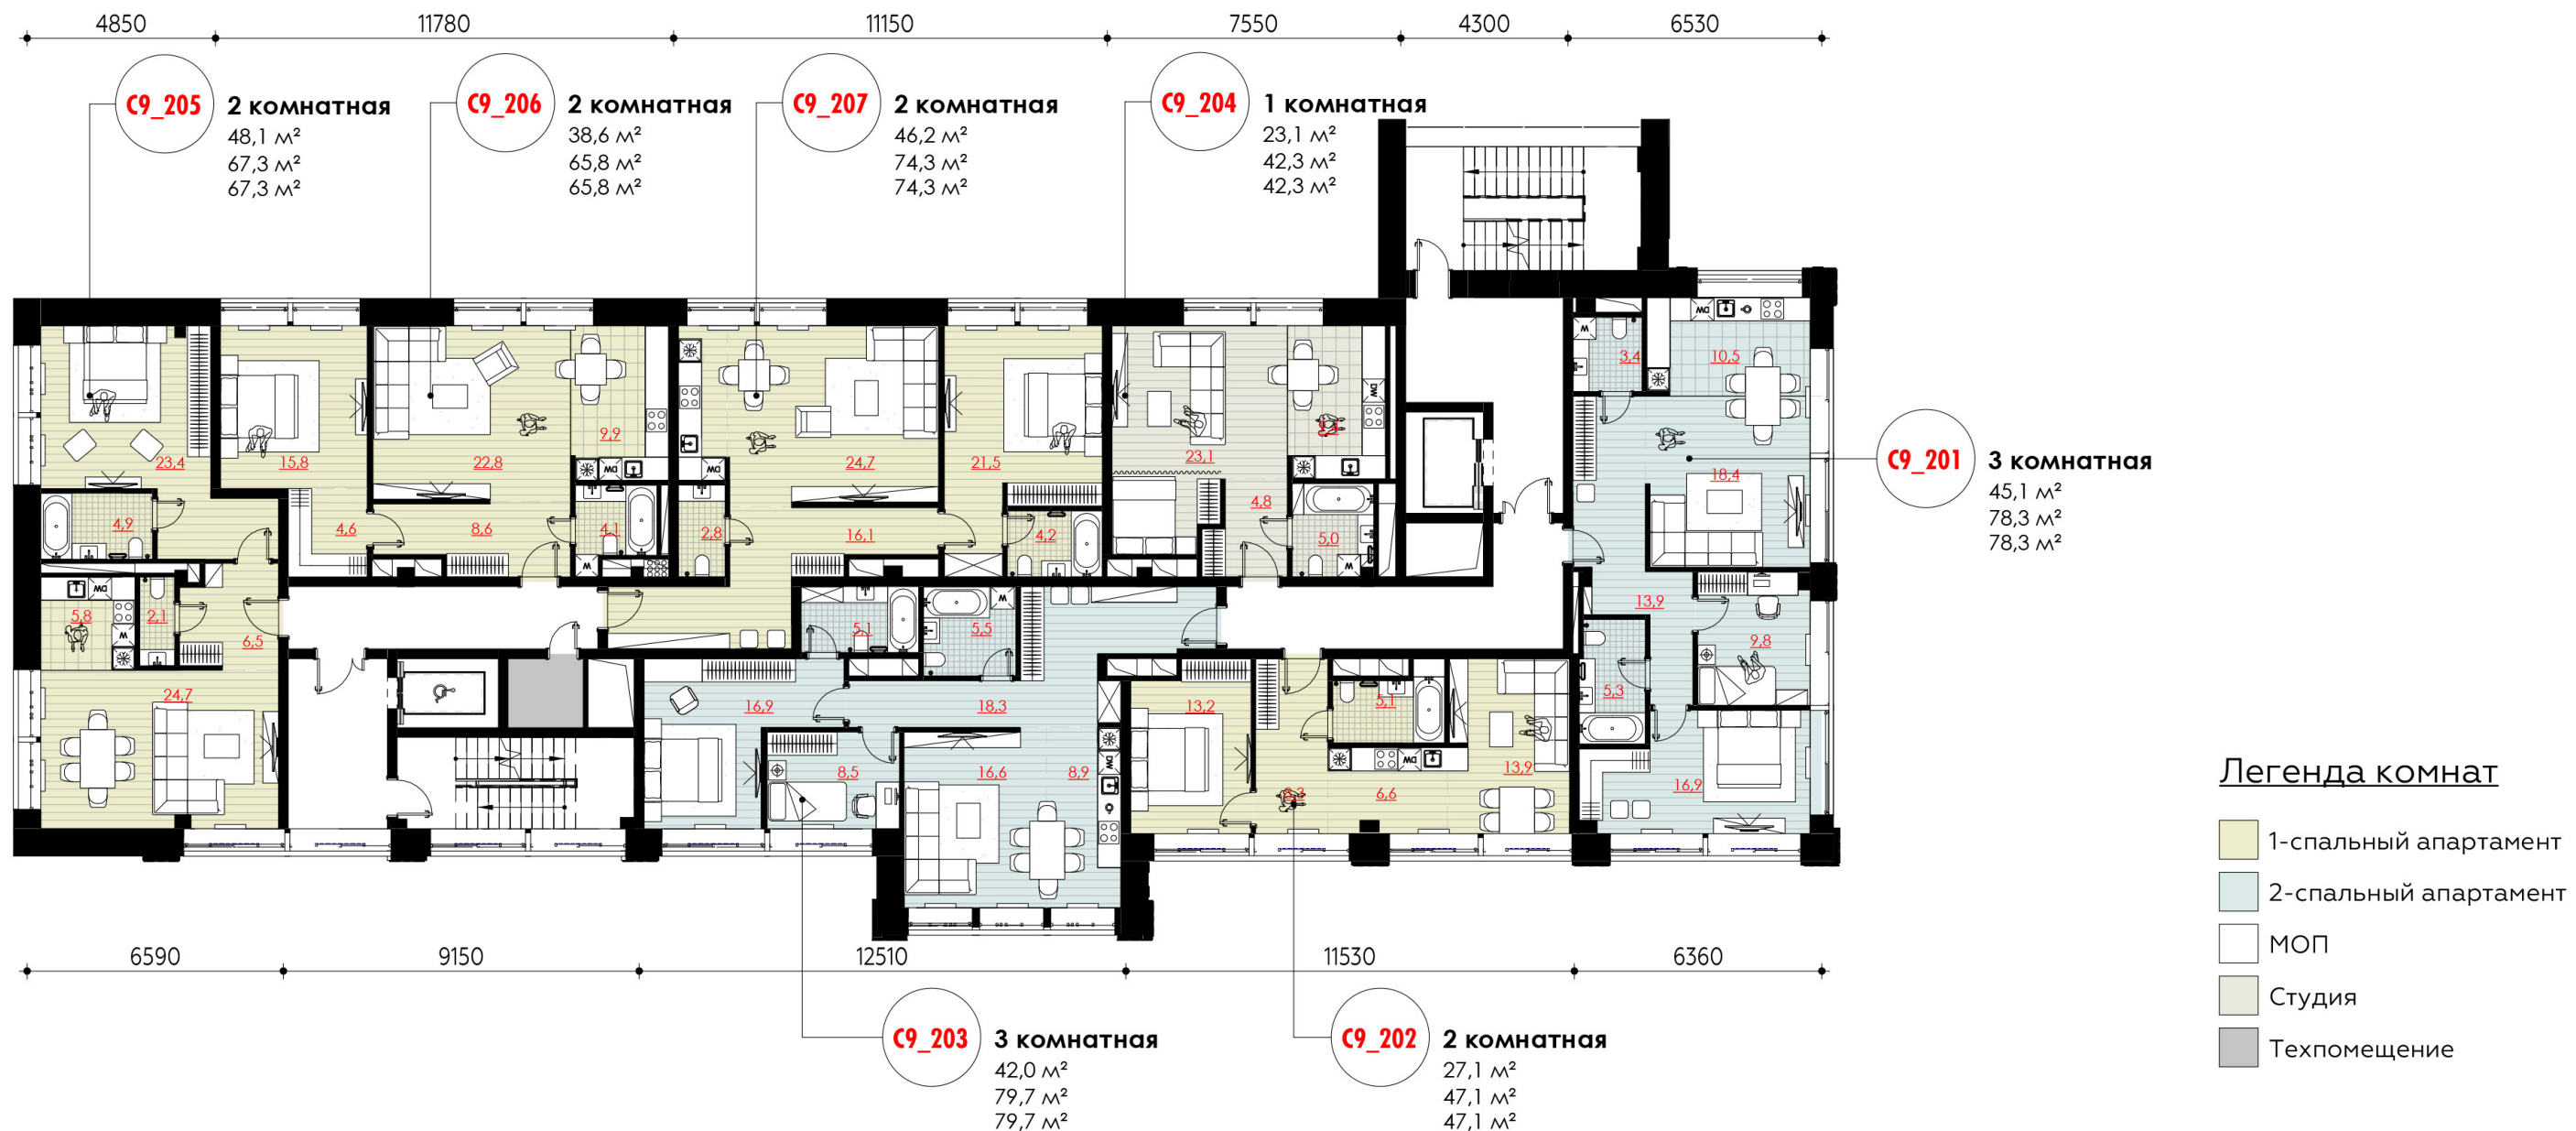 4850 11780 11150 7550 4300 6530
C9_205
2 комнатная
48,1 м²
67,3 м²
67,3 м²
C9_206
2 комнатная
38,6 м²
65,8 м²
65,8 м²
C9_207
2 комнатная
46,2 м²
74,3 м²
74,3 м²
C9_204
1 комнатная
23,1 м²
42,3 м²
42,3 м²
C9_201
3 комнатная
45,1 м²
78,3 м²
78,3 м²
23,4
4,9
5,8
2,1
6,5
24,7
15,8
4,6
22,8
9,9
8,6
4,1
24,7
2,8
16,1
21,5
4,2
23,1
4,8
5,0
3,4
10,5
18,4
13,9
9,8
5,3
16,9
5,1
5,5
16,9
18,3
8,5
16,6
8,9
13,2
5,1
13,9
6,6
W
DW
W
DW
W
DW
DW
W
W
DW
W
W
DW
DW
6590 9150 12510 11530 6360
C9_203
3 комнатная
42,0 м²
79,7 м²
79,7 м²
C9_202
2 комнатная
27,1 м²
47,1 м²
47,1 м²
Легенда комнат
1-спальный апартамент
2-спальный апартамент
МОП
Студия
Техпомещение